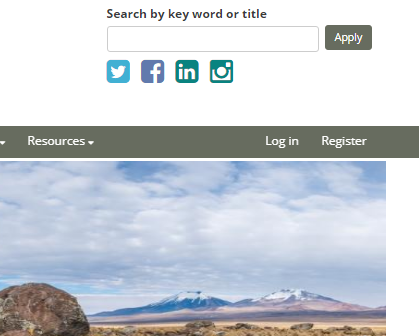 Search by key word or title
Apply
Resources Log in Register